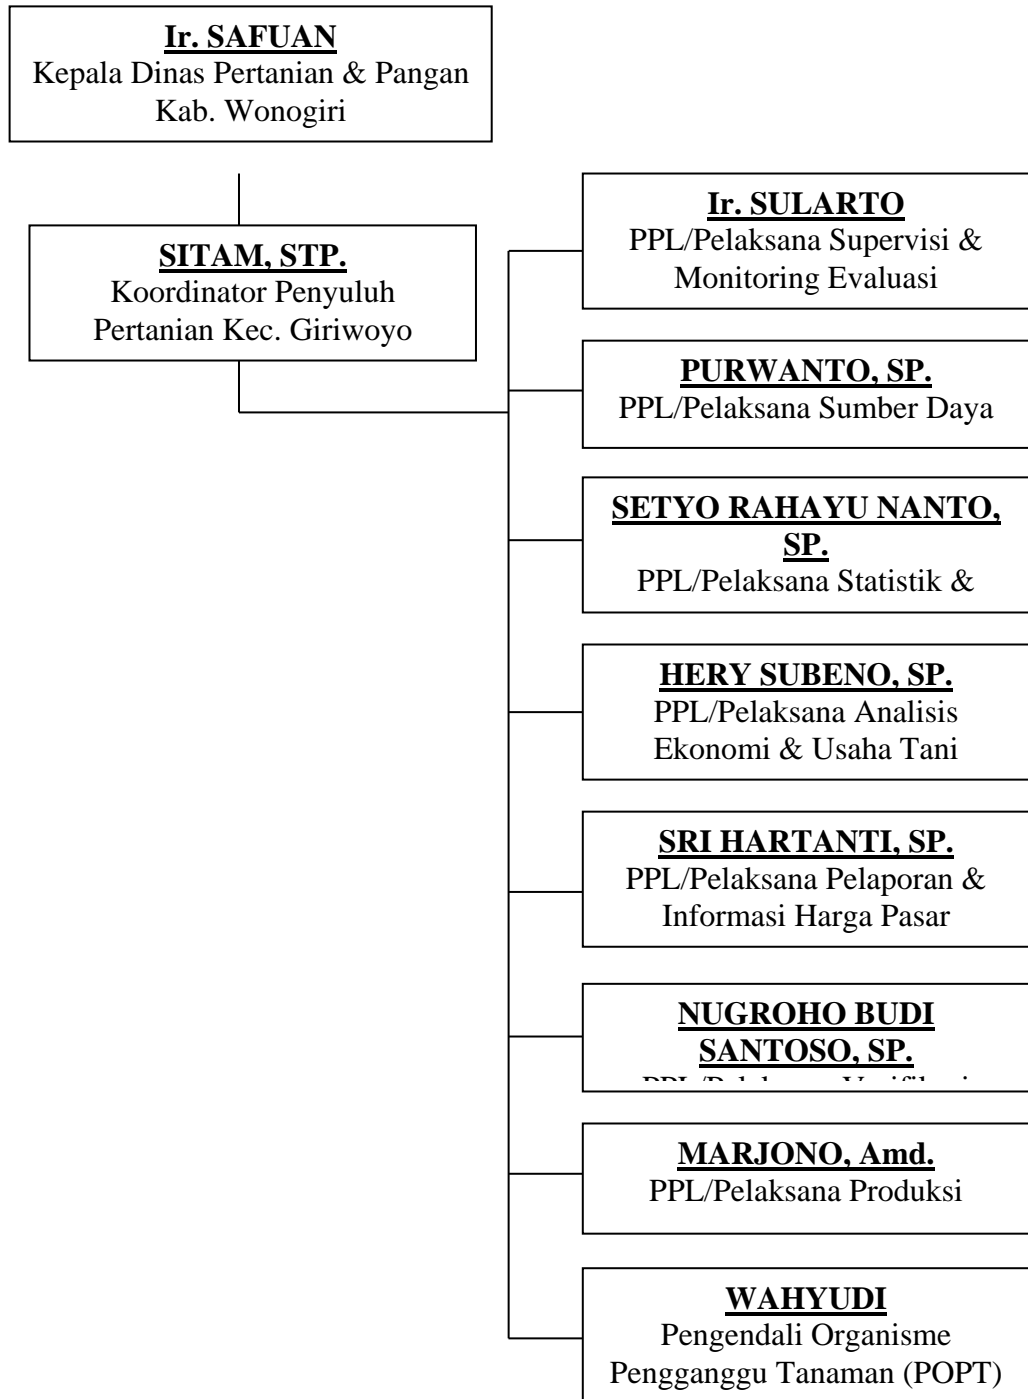 Ir. SAFUAN
Kepala Dinas Pertanian & Pangan
Kab. Wonogiri
SITAM, STP.
Koordinator Penyuluh
Pertanian Kec. Giriwoyo
Ir. SULARTO
PPL/Pelaksana Supervisi &
Monitoring Evaluasi
PURWANTO, SP.
PPL/Pelaksana Sumber Daya
SETYO RAHAYU NANTO,
SP.
PPL/Pelaksana Statistik &
HERY SUBENO, SP.
PPL/Pelaksana Analisis
Ekonomi & Usaha Tani
SRI HARTANTI, SP.
PPL/Pelaksana Pelaporan &
Informasi Harga Pasar
NUGROHO BUDI
SANTOSO, SP.
MARJONO, Amd.
PPL/Pelaksana Produksi
WAHYUDI
Pengendali Organisme
Pengganggu Tanaman (POPT)